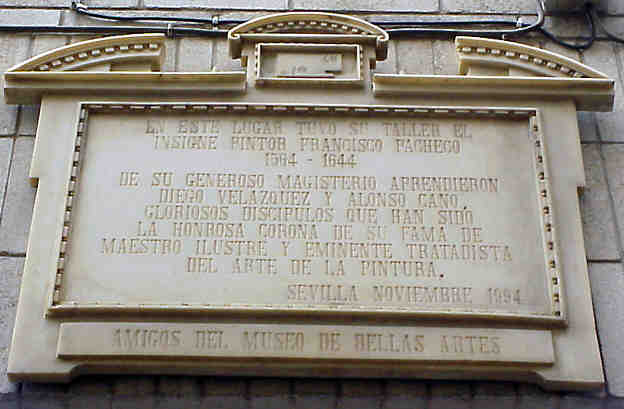 EN ESTE LUGAR TUVO SU TALLER EL
INSIGNE PINTOR FRANCISCO PACHECO
1564 - 1644
DE SU GENEROSO MAGISTERIO APRENDIERON
DIEGO VELÁZQUEZ Y ALONSO CANO,
GLORIOSOS DISCIPULOS QUE HAN SIDO
LA HONROSA CORONA DE SU FAMA DE
MAESTRO ILUSTRE Y EMINENTE TRATADISTA
DEL ARTE DE LA PINTURA.
SEVILLA NOVIEMBRE 1994
AMIGOS DEL MUSEO DE BELLAS ARTES